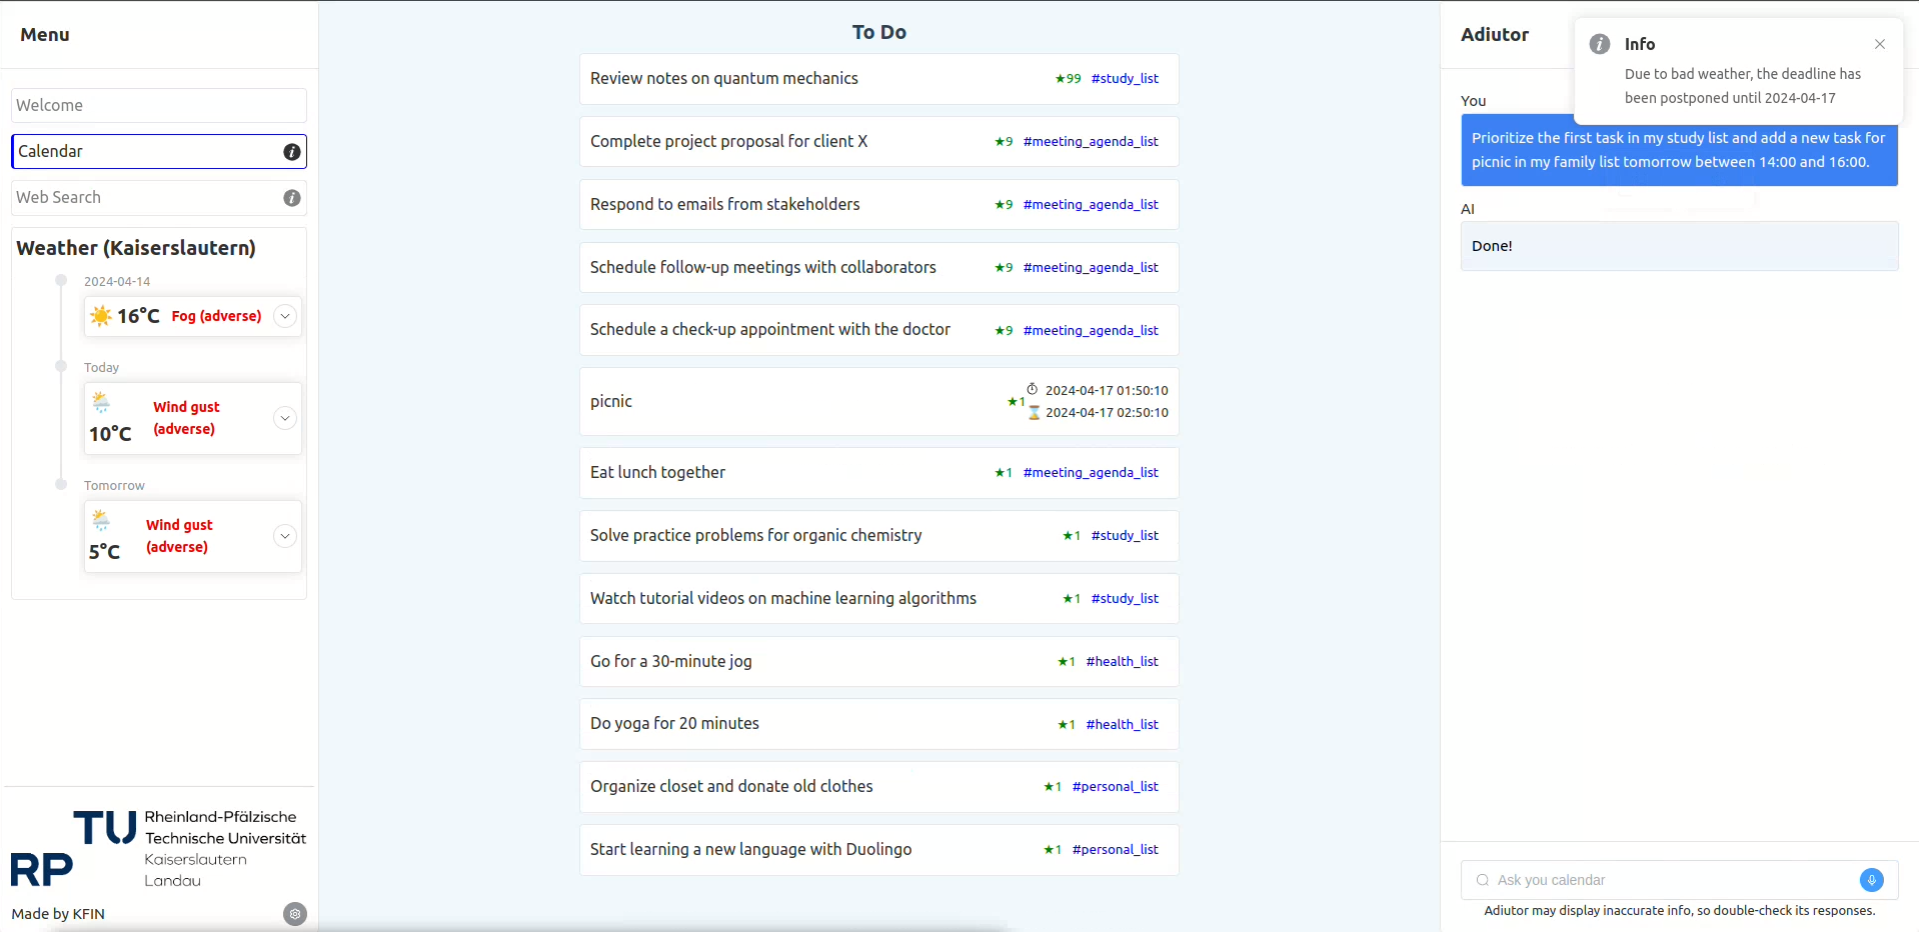 Menu
Welcome
Calendar
Web Search
Weather (Kaiserslautern)
2024-04-14
16°C Fog (adverse)
Today
10°C
Wind gust
(adverse)
Tomorrow
5°C
Wind gust
(adverse)
TU
RP
Rheinland-Pfälzische
Technische Universität
Kaiserslautern
Landau
Made by KFIN
To Do
Review notes on quantum mechanics ★99 #study_list
Complete project proposal for client X ★9 #meeting_agenda_list
Respond to emails from stakeholders ★9 #meeting_agenda_list
Schedule follow-up meetings with collaborators ★9 #meeting_agenda_list
Schedule a check-up appointment with the doctor ★9 #meeting_agenda_list
picnic ★1
2024-04-17 01:50:10
2024-04-17 02:50:10
Eat lunch together ★1 #meeting_agenda_list
Solve practice problems for organic chemistry ★1 #study_list
Watch tutorial videos on machine learning algorithms ★1 #study_list
Go for a 30-minute jog ★1 #health_list
Do yoga for 20 minutes ★1 #health_list
Organize closet and donate old clothes ★1 #personal_list
Start learning a new language with Duolingo ★1 #personal_list
Adiutor
Info
Due to bad weather, the deadline has
been postponed until 2024-04-17
You
Prioritize the first task in my study list and add a new task for
picnic in my family list tomorrow between 14:00 and 16:00.
AI
Done!
Ask you calendar
Adiutor may display inaccurate info, so double-check its responses.